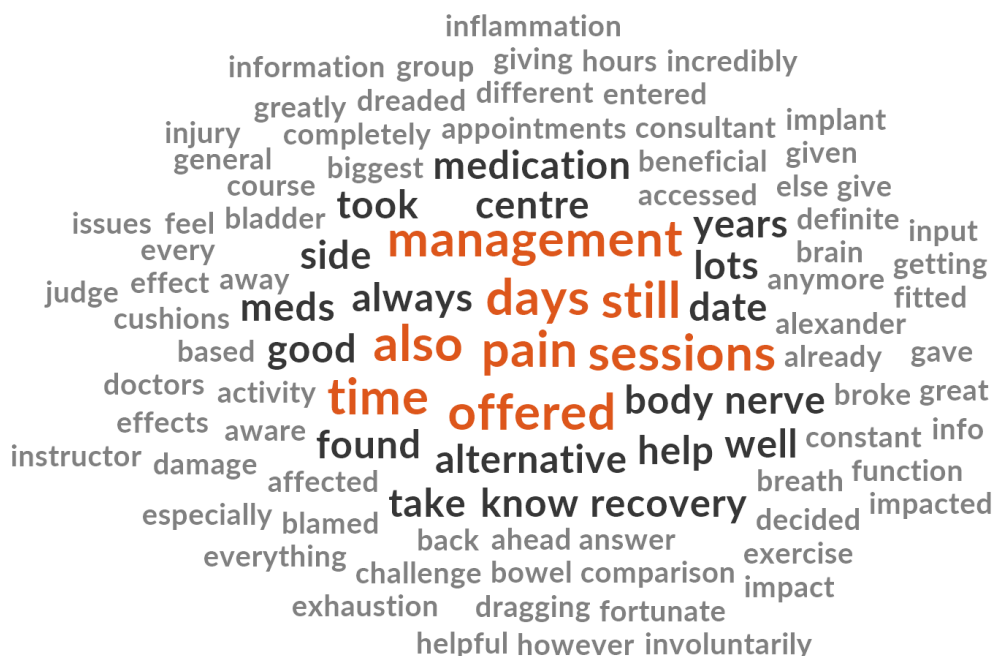 inflammation
information group giving hours incredibly
greatly dreaded different entered
injury completely appointments consultant implant
general biggest medication beneficial given
course took centre accessed else give
issues feel bladder management years definite input
every side lots brain getting
judge effect away meds always days still date anymore fitted
cushions alexander
based good also pain sessions already gave
doctors activity time offered body nerve broke great
effects aware found alternative help well constant info
instructor damage affected breath function
especially blamed take know recovery decided impacted
everything back ahead answer exercise
challenge bowel comparison impact
exhaustion dragging fortunate
helpful however involuntarily